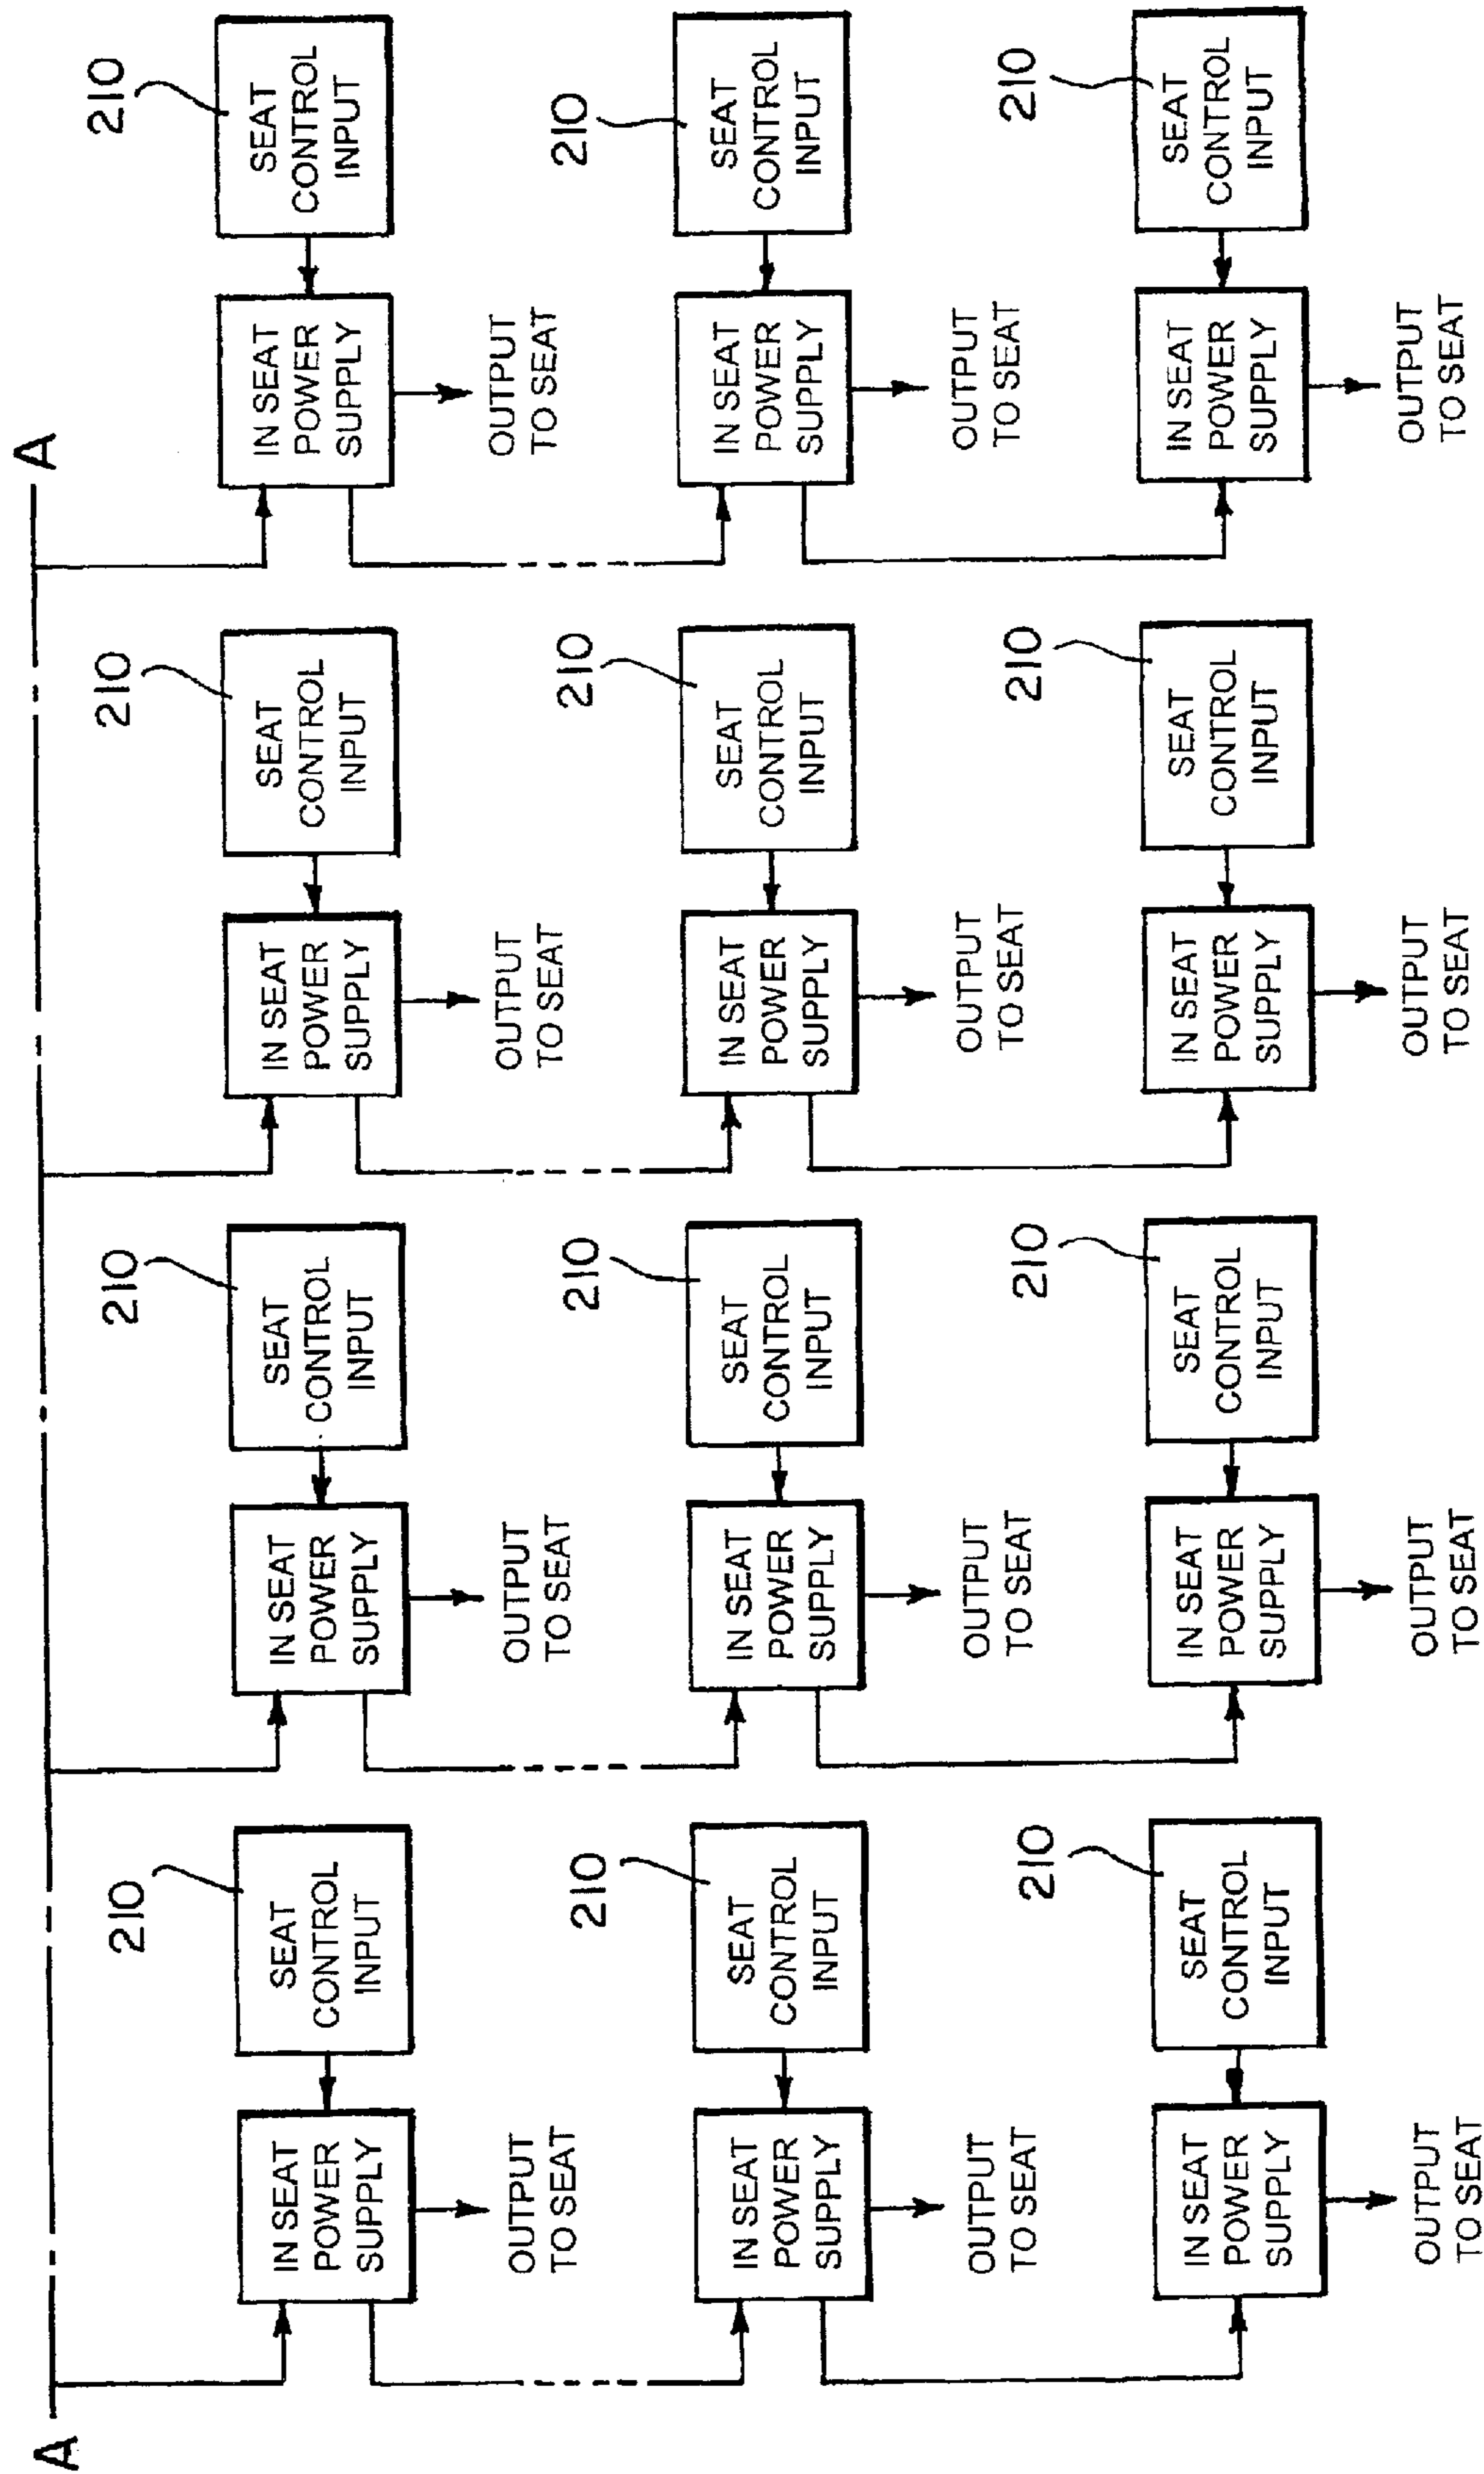 A
A
210
IN SEAT
POWER
SUPPLY
SEAT
CONTROL
INPUT
OUTPUT
TO SEAT
210
IN SEAT
POWER
SUPPLY
SEAT
CONTROL
INPUT
OUTPUT
TO SEAT
210
IN SEAT
POWER
SUPPLY
SEAT
CONTROL
INPUT
OUTPUT
TO SEAT
210
IN SEAT
POWER
SUPPLY
SEAT
CONTROL
INPUT
OUTPUT
TO SEAT
210
IN SEAT
POWER
SUPPLY
SEAT
CONTROL
INPUT
OUTPUT
TO SEAT
210
IN SEAT
POWER
SUPPLY
SEAT
CONTROL
INPUT
OUTPUT
TO SEAT
210
IN SEAT
POWER
SUPPLY
SEAT
CONTROL
INPUT
OUTPUT
TO SEAT
210
IN SEAT
POWER
SUPPLY
SEAT
CONTROL
INPUT
OUTPUT
TO SEAT
210
IN SEAT
POWER
SUPPLY
SEAT
CONTROL
INPUT
OUTPUT
TO SEAT
210
IN SEAT
POWER
SUPPLY
SEAT
CONTROL
INPUT
OUTPUT
TO SEAT
210
IN SEAT
POWER
SUPPLY
SEAT
CONTROL
INPUT
OUTPUT
TO SEAT
210
IN SEAT
POWER
SUPPLY
SEAT
CONTROL
INPUT
OUTPUT
TO SEAT